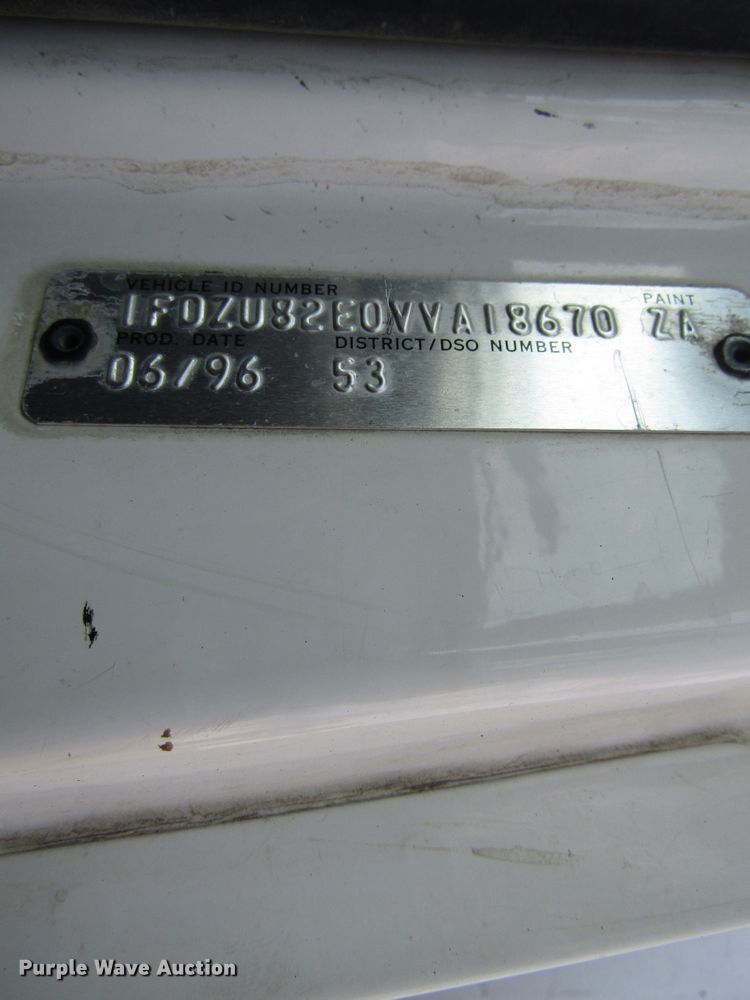 VEHICLE ID NUMBER PAINT
1FDZU82E0VVA18670 ZA
PROD. DATE DISTRICT/DSO NUMBER
06/96 53
Purple Wave Auction